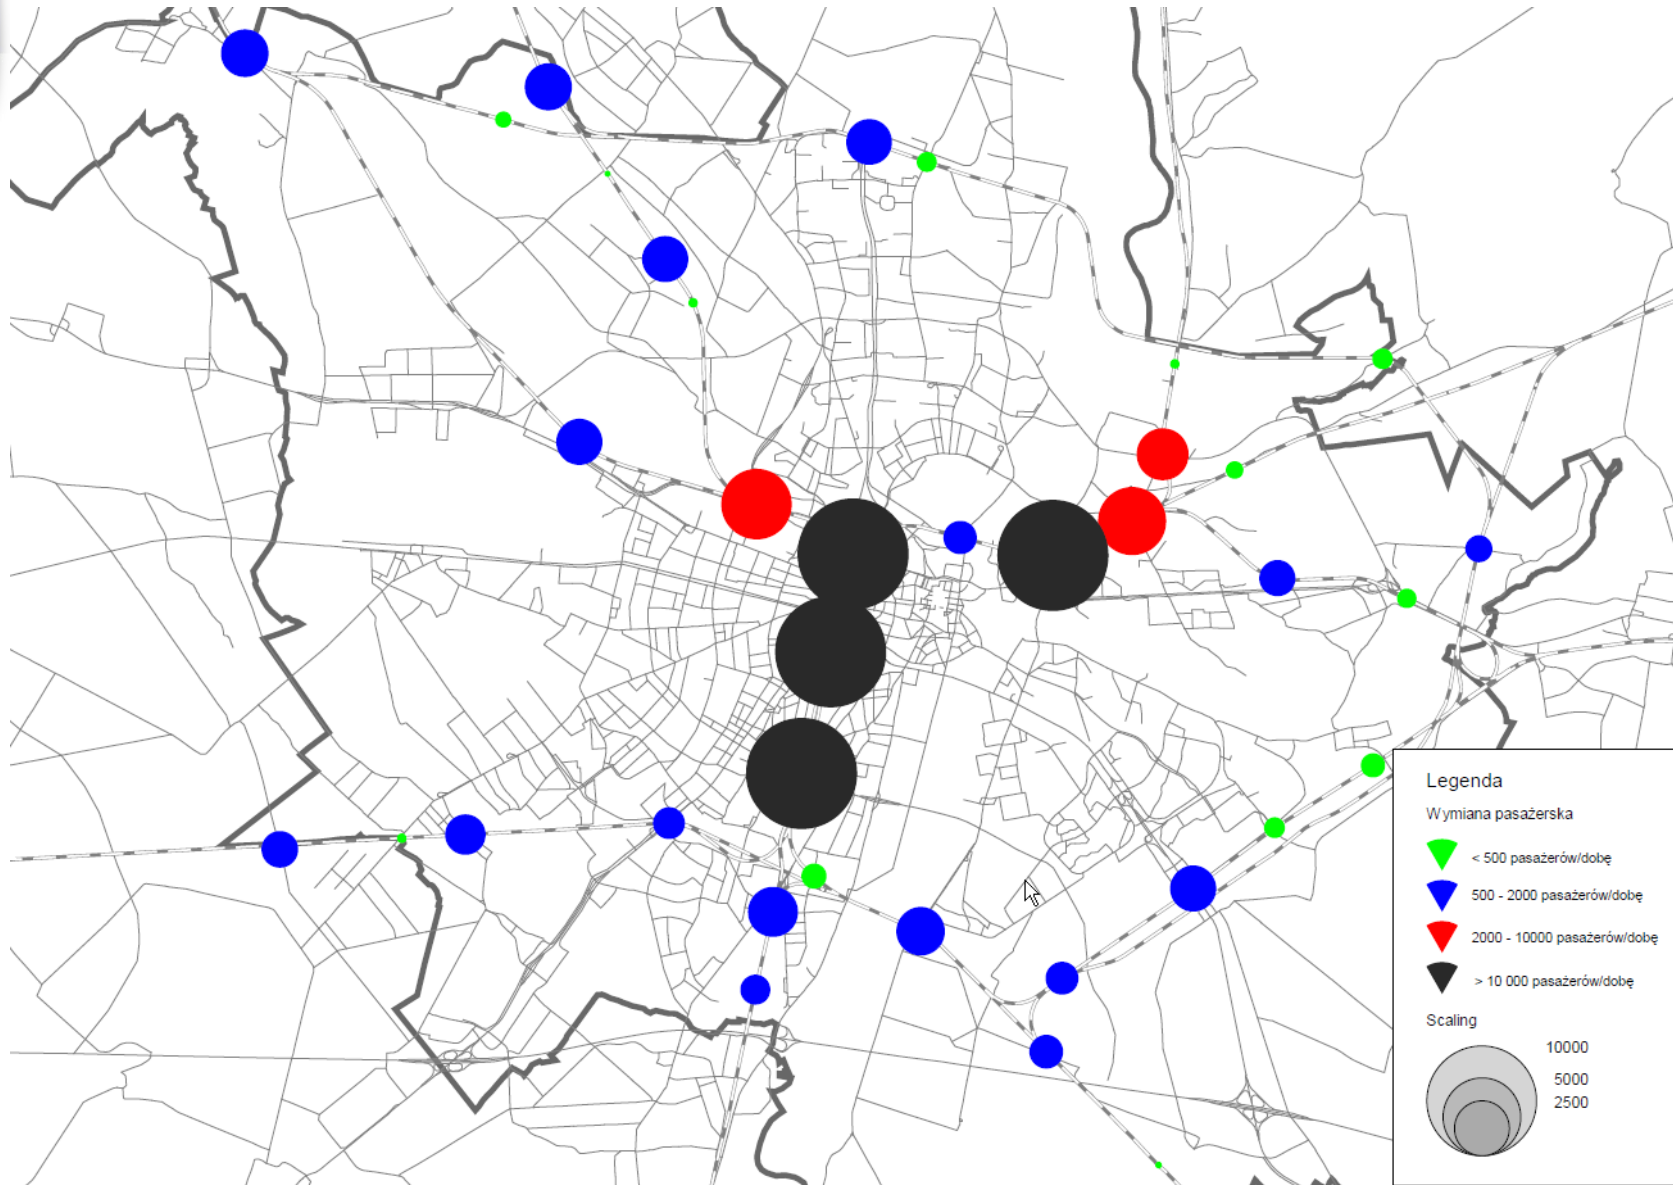 Legenda
Wymiana pasażerska
< 500 pasażerów/dobę
500 - 2000 pasażerów/dobę
2000 - 10000 pasażerów/dobę
> 10 000 pasażerów/dobę
Scaling
10000
5000
2500